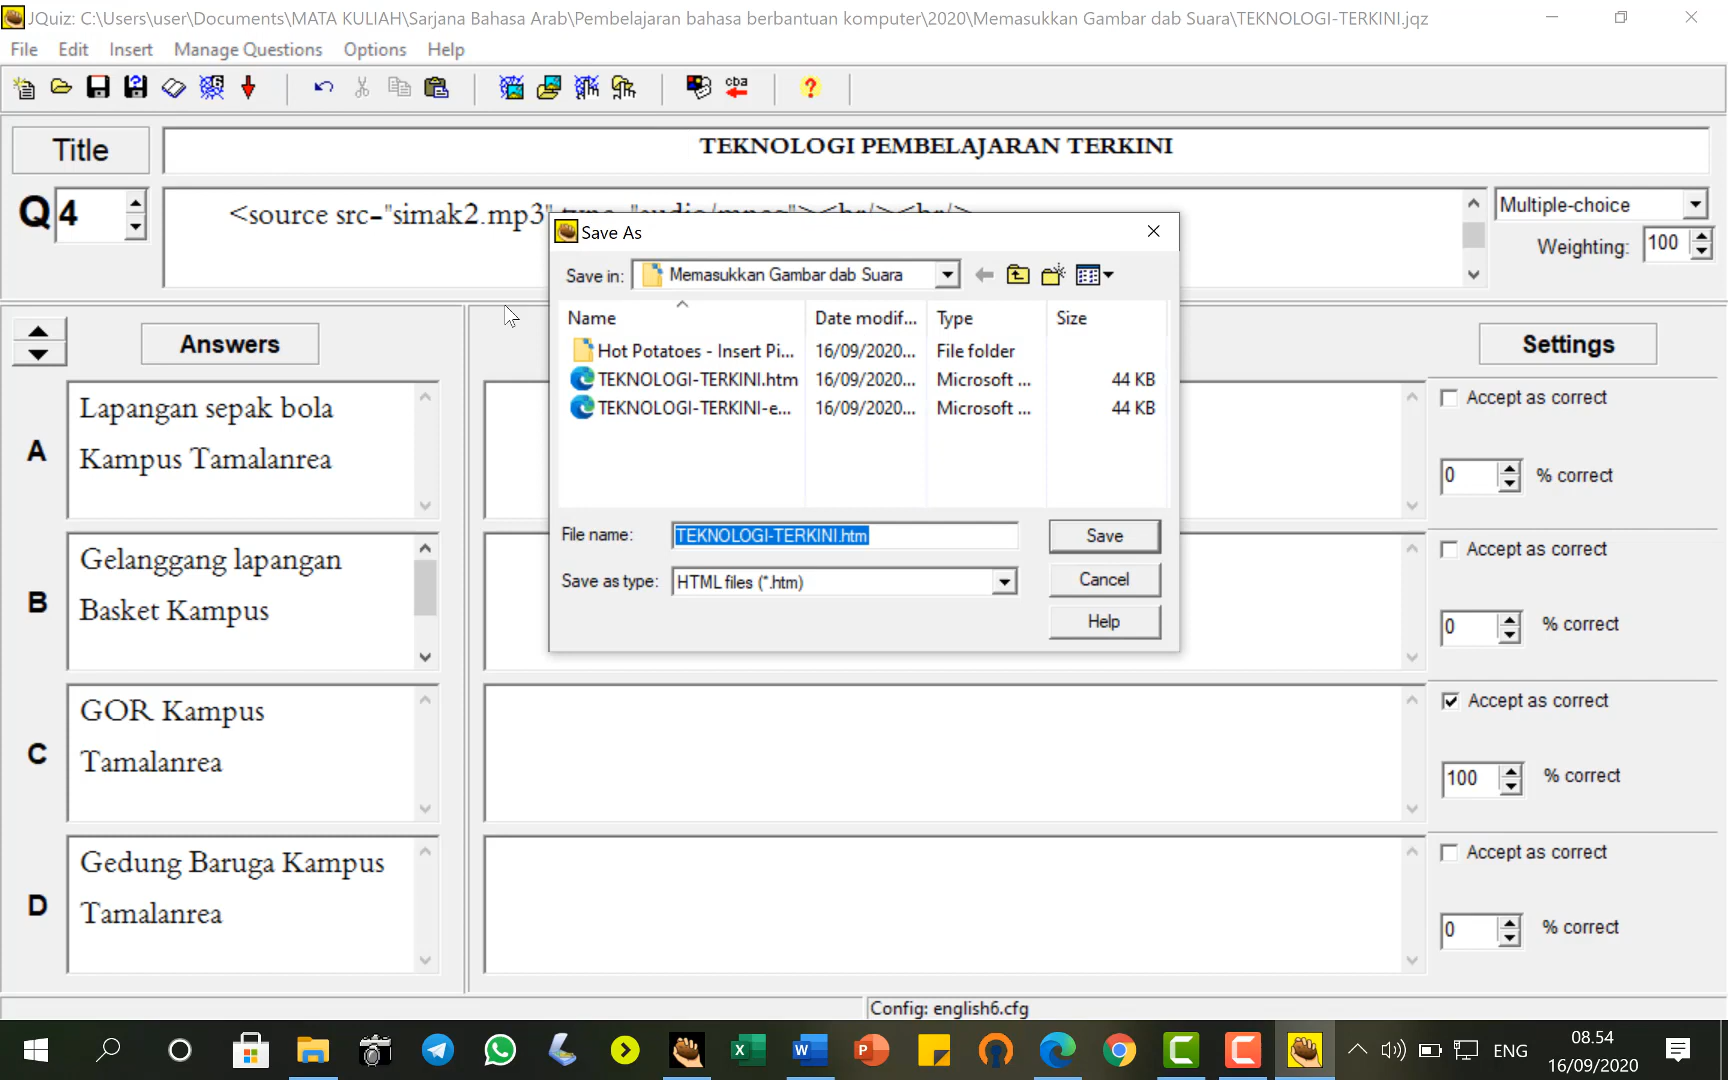 JQuiz: C:\Users\user\Documents\MATA KULIAH\Sarjana Bahasa Arab\Pembelajaran bahasa berbantuan komputer\2020\Memasukkan Gambar dab Suara\TEKNOLOGI-TERKINI.jqz
File Edit Insert Manage Questions Options Help
6 cba ?
Title
TEKNOLOGI PEMBELAJARAN TERKINI
Q 4
<source src="simak2.mp3"
Multiple-choice
Weighting: 100
Save As
Save in: Memasukkan Gambar dab Suara
Name Date modif... Type Size
Hot Potatoes - Insert Pi... 16/09/2020... File folder
TEKNOLOGI-TERKINI.htm 16/09/2020... Microsoft ... 44 KB
TEKNOLOGI-TERKINI-e... 16/09/2020... Microsoft ... 44 KB
File name: TEKNOLOGI-TERKINI.htm Save
Save as type: HTML files (*.htm) Cancel
Help
Answers
Settings
A
Lapangan sepak bola
Kampus Tamalanrea
Accept as correct
0 % correct
B
Gelanggang lapangan
Basket Kampus
Accept as correct
0 % correct
C
GOR Kampus
Tamalanrea
Accept as correct
100 % correct
D
Gedung Baruga Kampus
Tamalanrea
Accept as correct
0 % correct
Config: english6.cfg
ENG
08.54
16/09/2020